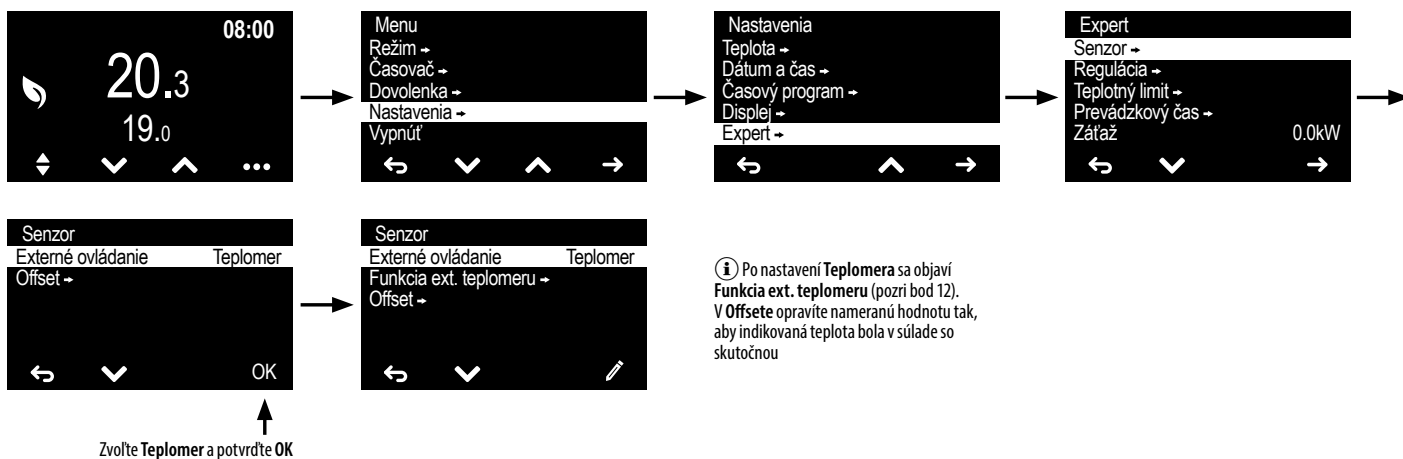 08:00
20.3
19.0
Menu
Režim
Časovač
Dovolenka
Nastavenia
Vypnúť
Nastavenia
Teplota
Dátum a čas
Časový program
Displej
Expert
Expert
Senzor
Regulácia
Teplotný limit
Prevádzkový čas
Záťaž 0.0kW
Senzor
Externé ovládanie Teplomer
Offset
OK
Zvoľte Teplomer a potvrďte OK
Senzor
Externé ovládanie Teplomer
Funkcia ext. teplomeru
Offset
i Po nastavení Teplomera sa objaví
Funkcia ext. teplomeru (pozri bod 12).
V Offsete opravíte nameranú hodnotu tak,
aby indikovaná teplota bola v súlade so
skutočnou